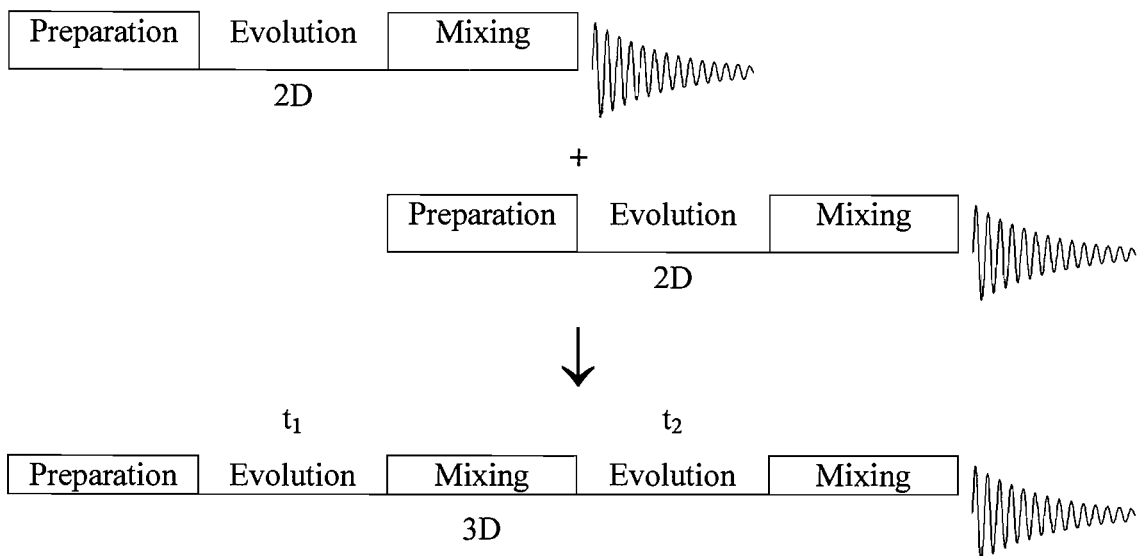 Preparation Evolution Mixing
2D
+
Preparation Evolution Mixing
2D
t₁ t₂
Preparation Evolution Mixing Evolution Mixing
3D